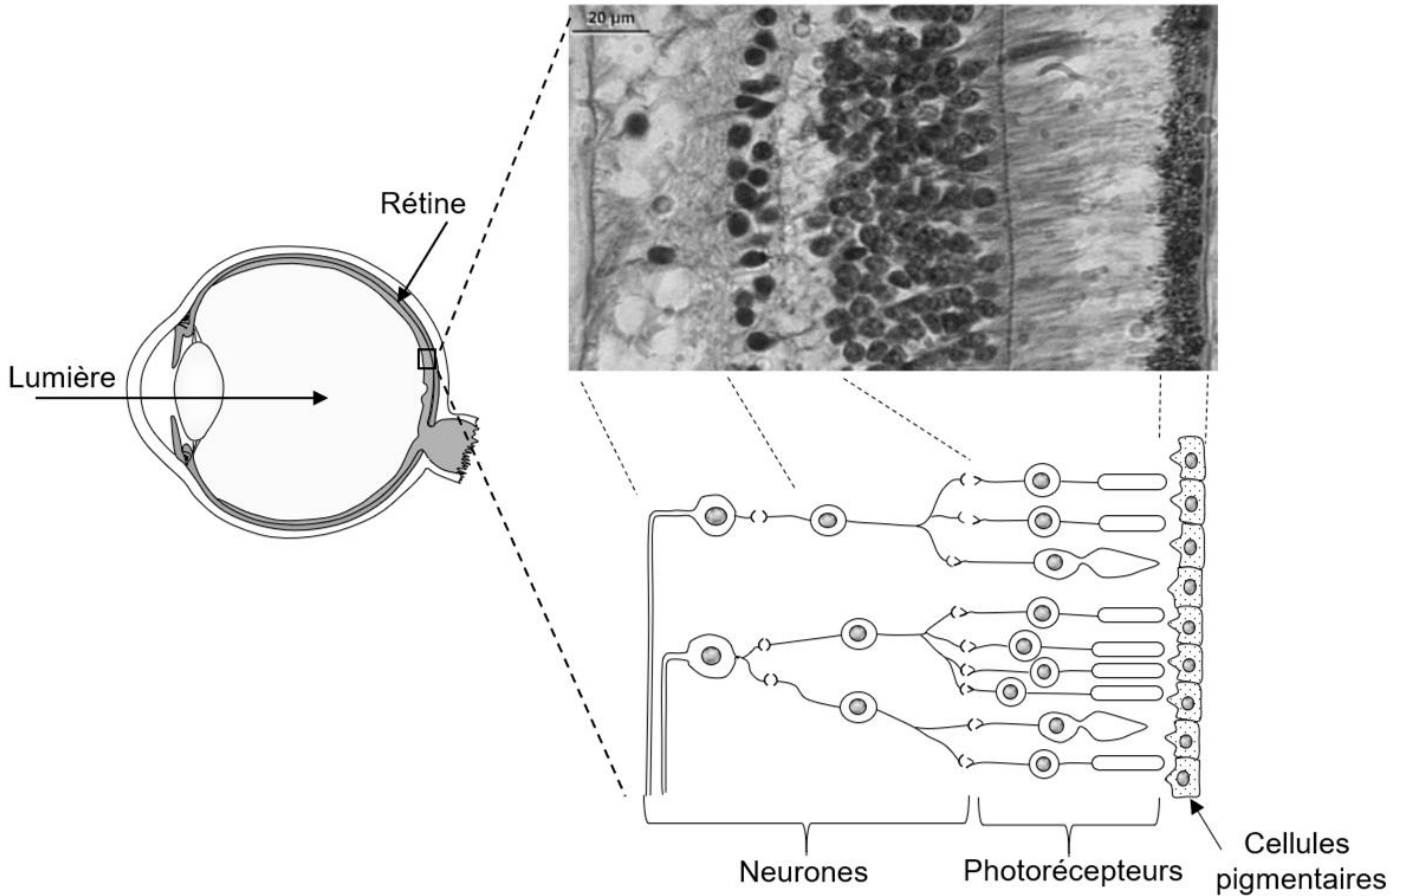 20 µm
Rétine
Lumière
Neurones
Photorécepteurs
Cellules
pigmentaires